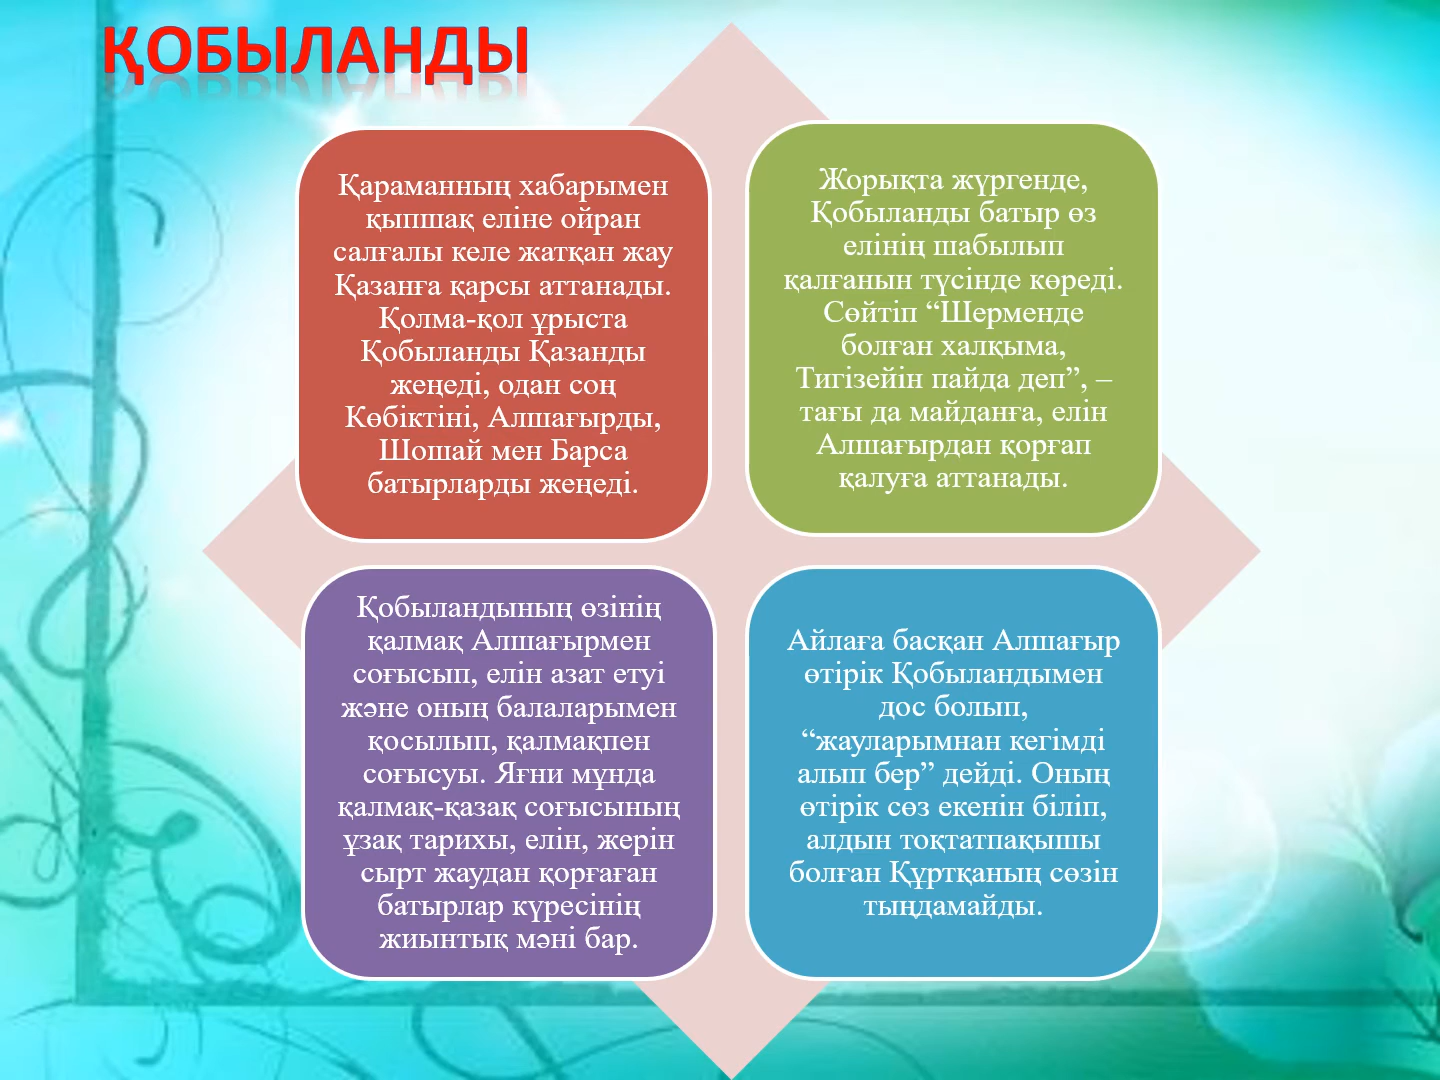 ҚОБЫЛАНДЫ
Қараманның хабарымен
қыпшақ еліне ойран
салғалы келе жатқан жау
Қазанға қарсы аттанады.
Қолма-қол ұрыста
Қобыланды Қазанды
жеңеді, одан соң
Көбіктіні, Алшағырды,
Шошай мен Барса
батырларды жеңеді.
Жорықта жүргенде,
Қобыланды батыр өз
елінің шабылып
қалғанын түсінде көреді.
Сөйтіп “Шерменде
болған халқыма,
Тигізейін пайда деп”, –
тағы да майданға, елін
Алшағырдан қорғап
қалуға аттанады.
Қобыландының өзінің
қалмақ Алшағырмен
соғысып, елін азат етуі
және оның балаларымен
қосылып, қалмақпен
соғысуы. Яғни мұнда
қалмақ-қазақ соғысының
ұзақ тарихы, елін, жерін
сырт жаудан қорғаған
батырлар күресінің
жиынтық мәні бар.
Айлаға басқан Алшағыр
өтірік Қобыландымен
дос болып,
“жауларымнан кегімді
алып бер” дейді. Оның
өтірік сөз екенін біліп,
алдын тоқтатпақышы
болған Құртқаның сөзін
тыңдамайды.